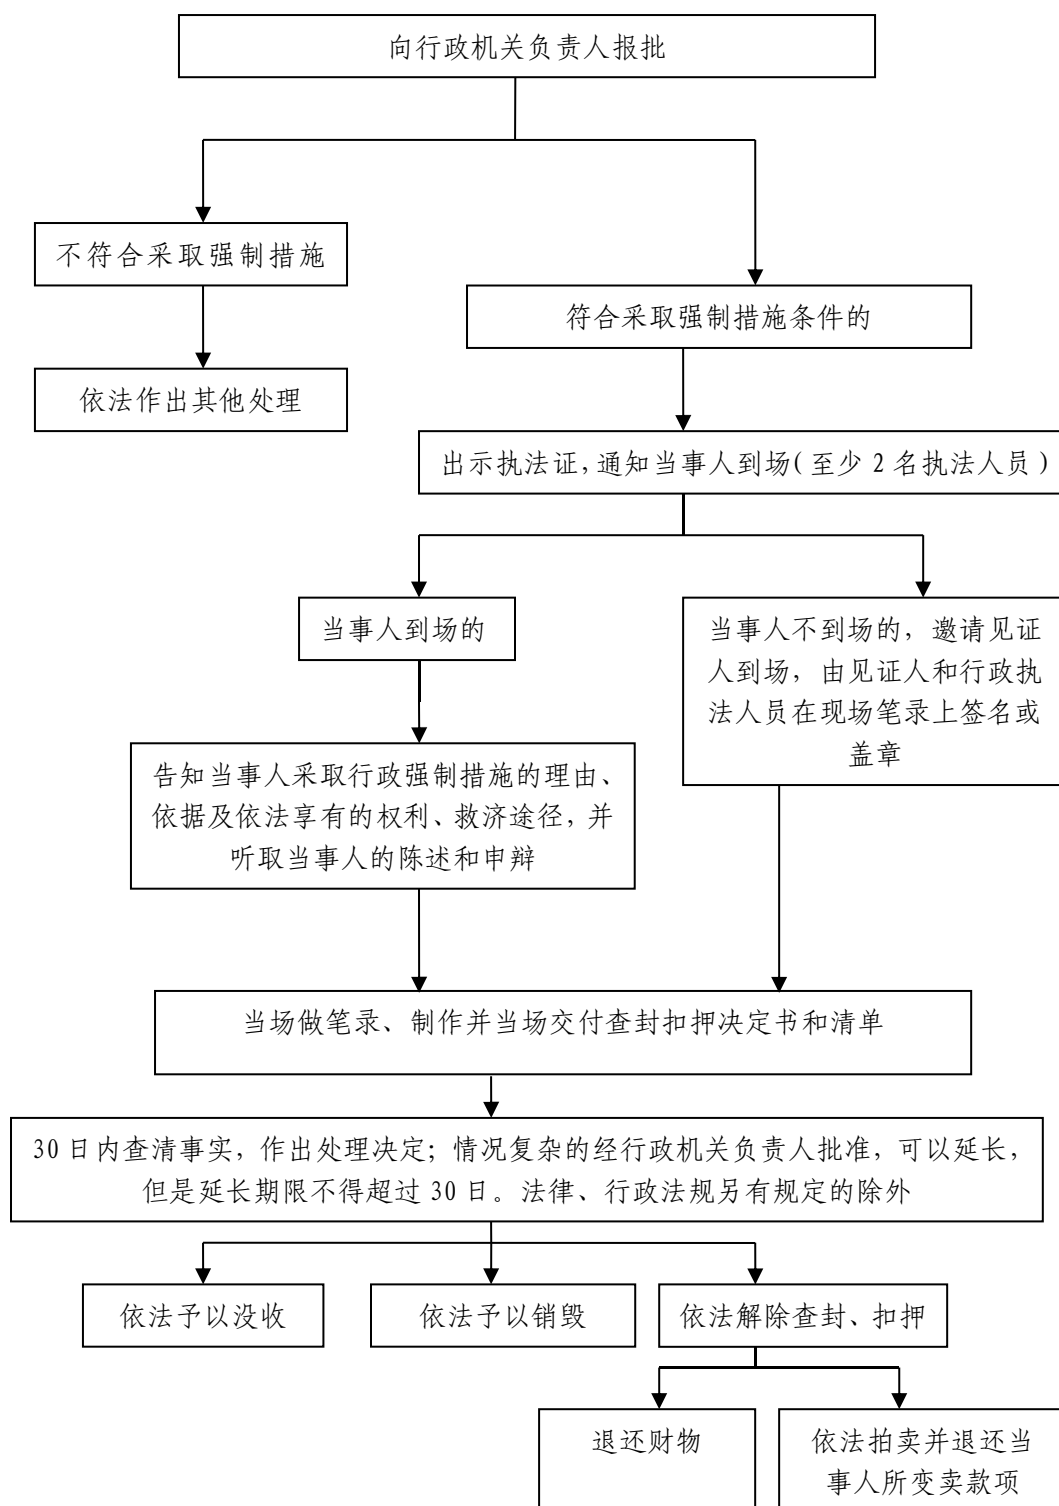 向行政机关负责人报批
不符合采取强制措施
符合采取强制措施条件的
依法作出其他处理
出示执法证,通知当事人到场(至少2名执法人员)
当事人到场的
当事人不到场的，邀请见证
人到场，由见证人和行政执
法人员在现场笔录上签名或
盖章
告知当事人采取行政强制措施的理由、
依据及依法享有的权利、救济途径,并
听取当事人的陈述和申辩
当场做笔录、制作并当场交付查封扣押决定书和清单
30日内查清事实，作出处理决定；情况复杂的经行政机关负责人批准，可以延长，
但是延长期限不得超过30日。法律、行政法规另有规定的除外
依法予以没收
依法予以销毁
依法解除查封、扣押
退还财物
依法拍卖并退还当
事人所变卖款项